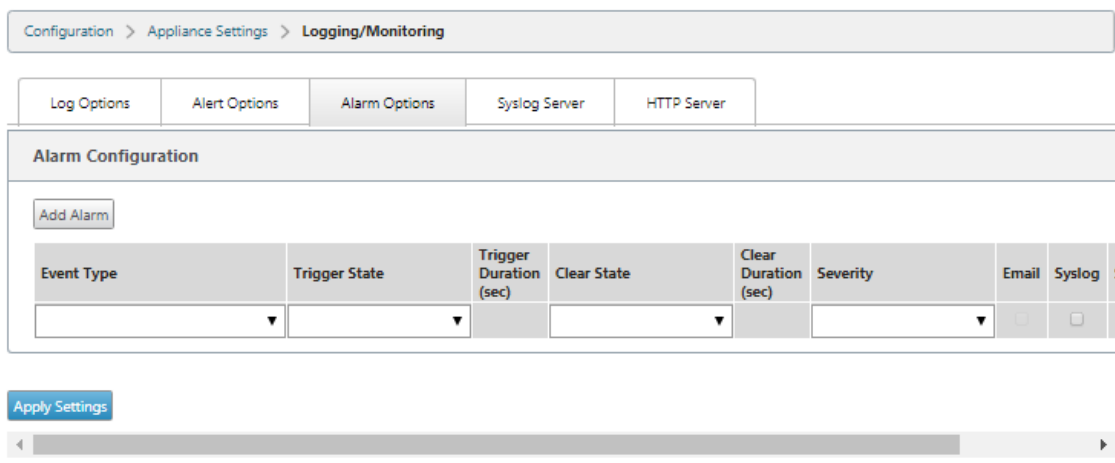 Configuration > Appliance Settings > Logging/Monitoring
Log Options Alert Options Alarm Options Syslog Server HTTP Server
Alarm Configuration
Add Alarm
Event Type Trigger State Trigger Duration (sec) Clear State Clear Duration (sec) Severity Email Syslog
Apply Settings